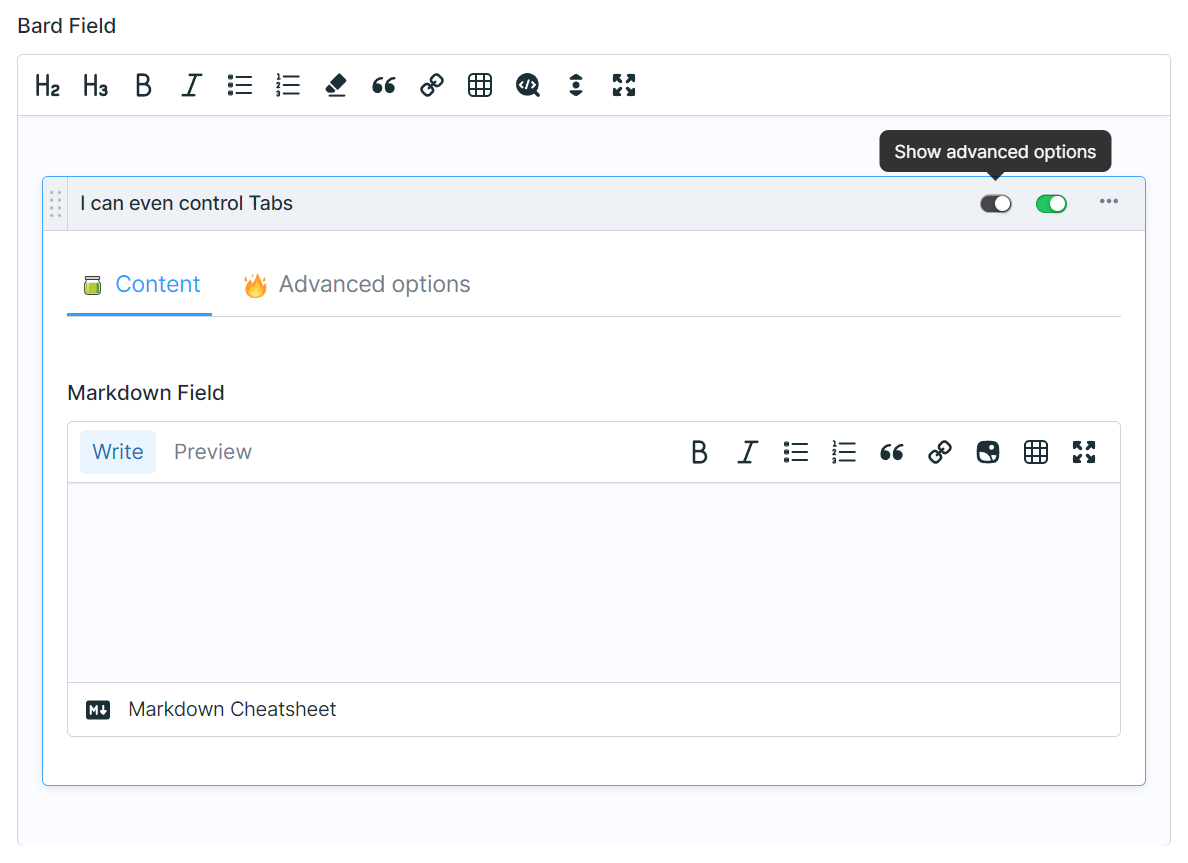 Bard Field
H2 H3 B I
Show advanced options
I can even control Tabs
Content Advanced options
Markdown Field
Write Preview B I
Markdown Cheatsheet